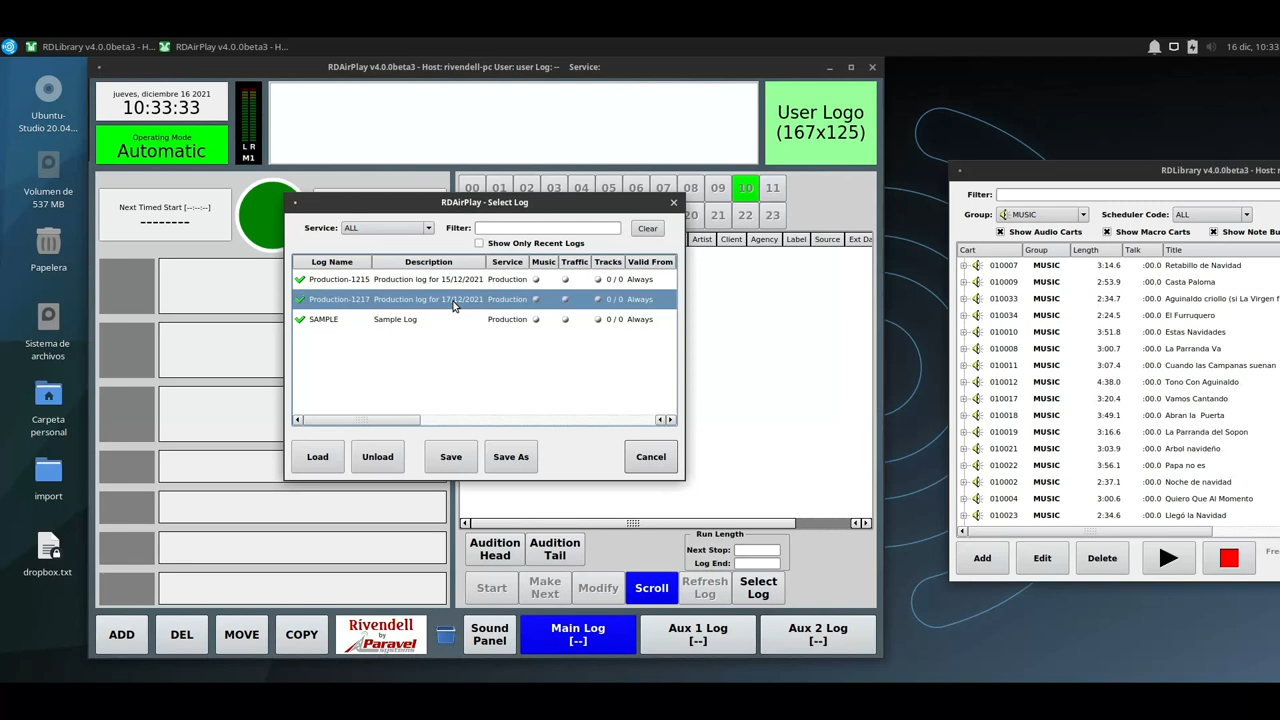 RDLibrary v4.0.0beta3 - H...
RDAirPlay v4.0.0beta3 - H...
16 dic, 10:33
Ubuntu-
Studio 20.04...
Volumen de
537 MB
Papelera
Sistema de
archivos
Carpeta
personal
import
dropbox.txt
RDAirPlay v4.0.0beta3 - Host: rivendell-pc User: user Log: -- Service:
jueves, diciembre 16 2021
10:33:33
Operating Mode
Automatic
L R
M1
User Logo
(167x125)
Next Timed Start [--:--:--]
--------
00 01 02 03 04 05 06 07 08 09 10 11
20 21 22 23
Artist Client Agency Label Source Ext Da
RDAirPlay - Select Log
Service: ALL Filter: Clear
Show Only Recent Logs
Log Name Description Service Music Traffic Tracks Valid From
Production-1215 Production log for 15/12/2021 Production 0 / 0 Always
Production-1217 Production log for 17/12/2021 Production 0 / 0 Always
SAMPLE Sample Log Production 0 / 0 Always
Load Unload Save Save As Cancel
Audition
Head
Audition
Tail
Run Length
Next Stop:
Log End:
Start
Make
Next
Modify
Scroll
Refresh
Log
Select
Log
ADD DEL MOVE COPY
Rivendell
by
Paravel
systems
Sound
Panel
Main Log
[--]
Aux 1 Log
[--]
Aux 2 Log
[--]
RDLibrary v4.0.0beta3 - Host:
Filter:
Group: MUSIC Scheduler Code: ALL
Show Audio Carts Show Macro Carts Show Note Bu
Cart Group Length Talk Title
010007 MUSIC 3:14.6 :00.0 Retabillo de Navidad
010009 MUSIC 2:53.9 :00.0 Casta Paloma
010033 MUSIC 2:34.7 :00.0 Aguinaldo criollo (si La Virgen f
010034 MUSIC 2:31.1 :00.0 El Furruquero
010010 MUSIC 3:51.8 :00.0 Estas Navidades
010008 MUSIC 3:00.7 :00.0 La Parranda Va
010011 MUSIC 3:07.4 :00.0 Cuando las Campanas suenan
010012 MUSIC 4:38.0 :00.0 Tono Con Aguinaldo
010017 MUSIC 3:20.4 :00.0 Vamos Cantando
010018 MUSIC 3:49.1 :00.0 Abran la Puerta
010019 MUSIC 3:16.6 :00.0 La Parranda del Sopon
010021 MUSIC 3:03.9 :00.0 Arbol navideño
010022 MUSIC 3:56.1 :00.0 Papa no es
010002 MUSIC 2:37.1 :00.0 Noche de navidad
010004 MUSIC 3:00.6 :00.0 Quiero Que Al Momento
010023 MUSIC 2:34.6 :00.0 Llegó la Navidad
Add Edit Delete
Fre